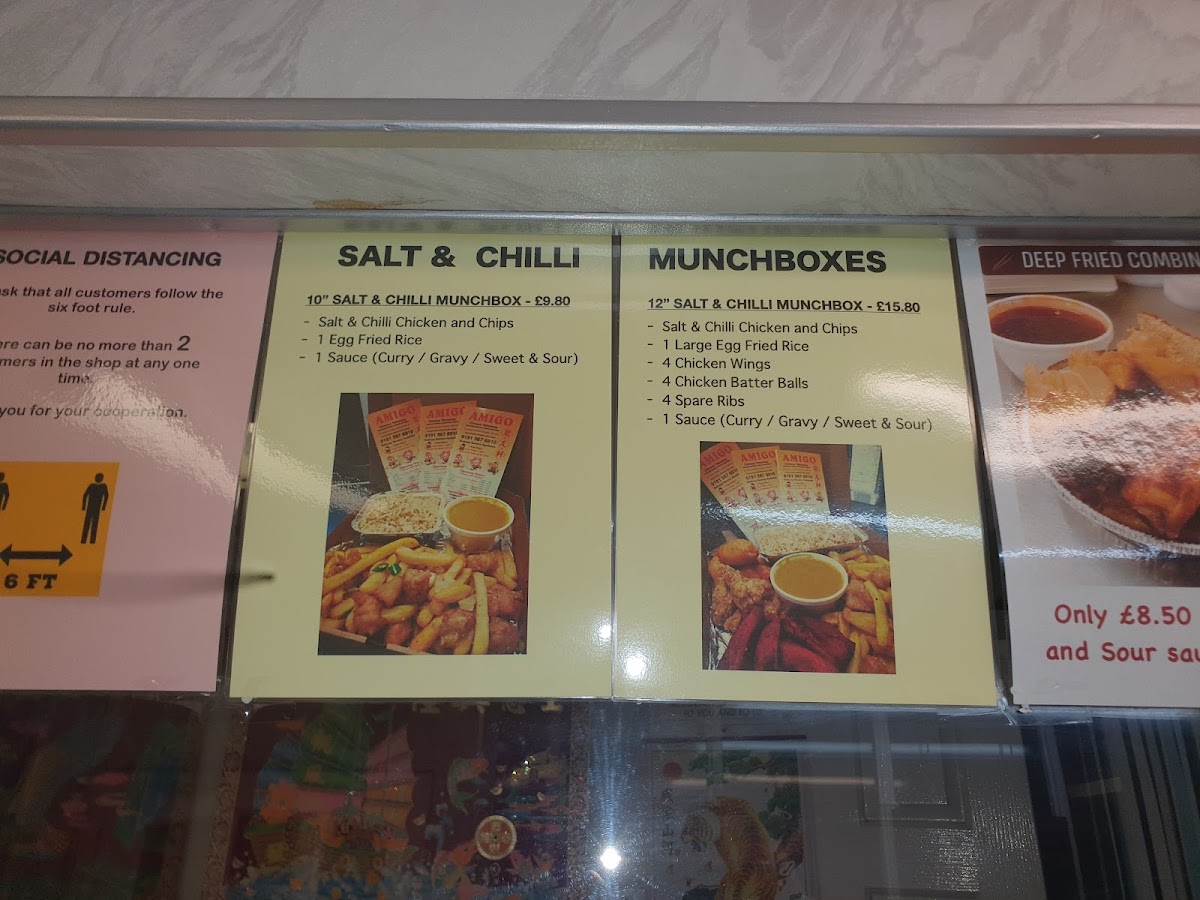 SOCIAL DISTANCING
ask that all customers follow the
six foot rule.
ere can be no more than 2
mers in the shop at any one
time.
you for your cooperation.
6 FT
SALT & CHILLI
10" SALT & CHILLI MUNCHBOX - £9.80
- Salt & Chilli Chicken and Chips
- 1 Egg Fried Rice
- 1 Sauce (Curry / Gravy / Sweet & Sour)
AMIGO
AMIGO
AMIGO
MUNCHBOXES
12" SALT & CHILLI MUNCHBOX - £15.80
- Salt & Chilli Chicken and Chips
- 1 Large Egg Fried Rice
- 4 Chicken Wings
- 4 Chicken Batter Balls
- 4 Spare Ribs
- 1 Sauce (Curry / Gravy / Sweet & Sour)
AMIGO
AMIGO
AMIGO
DEEP FRIED COMBIN
Only £8.50
and Sour sau